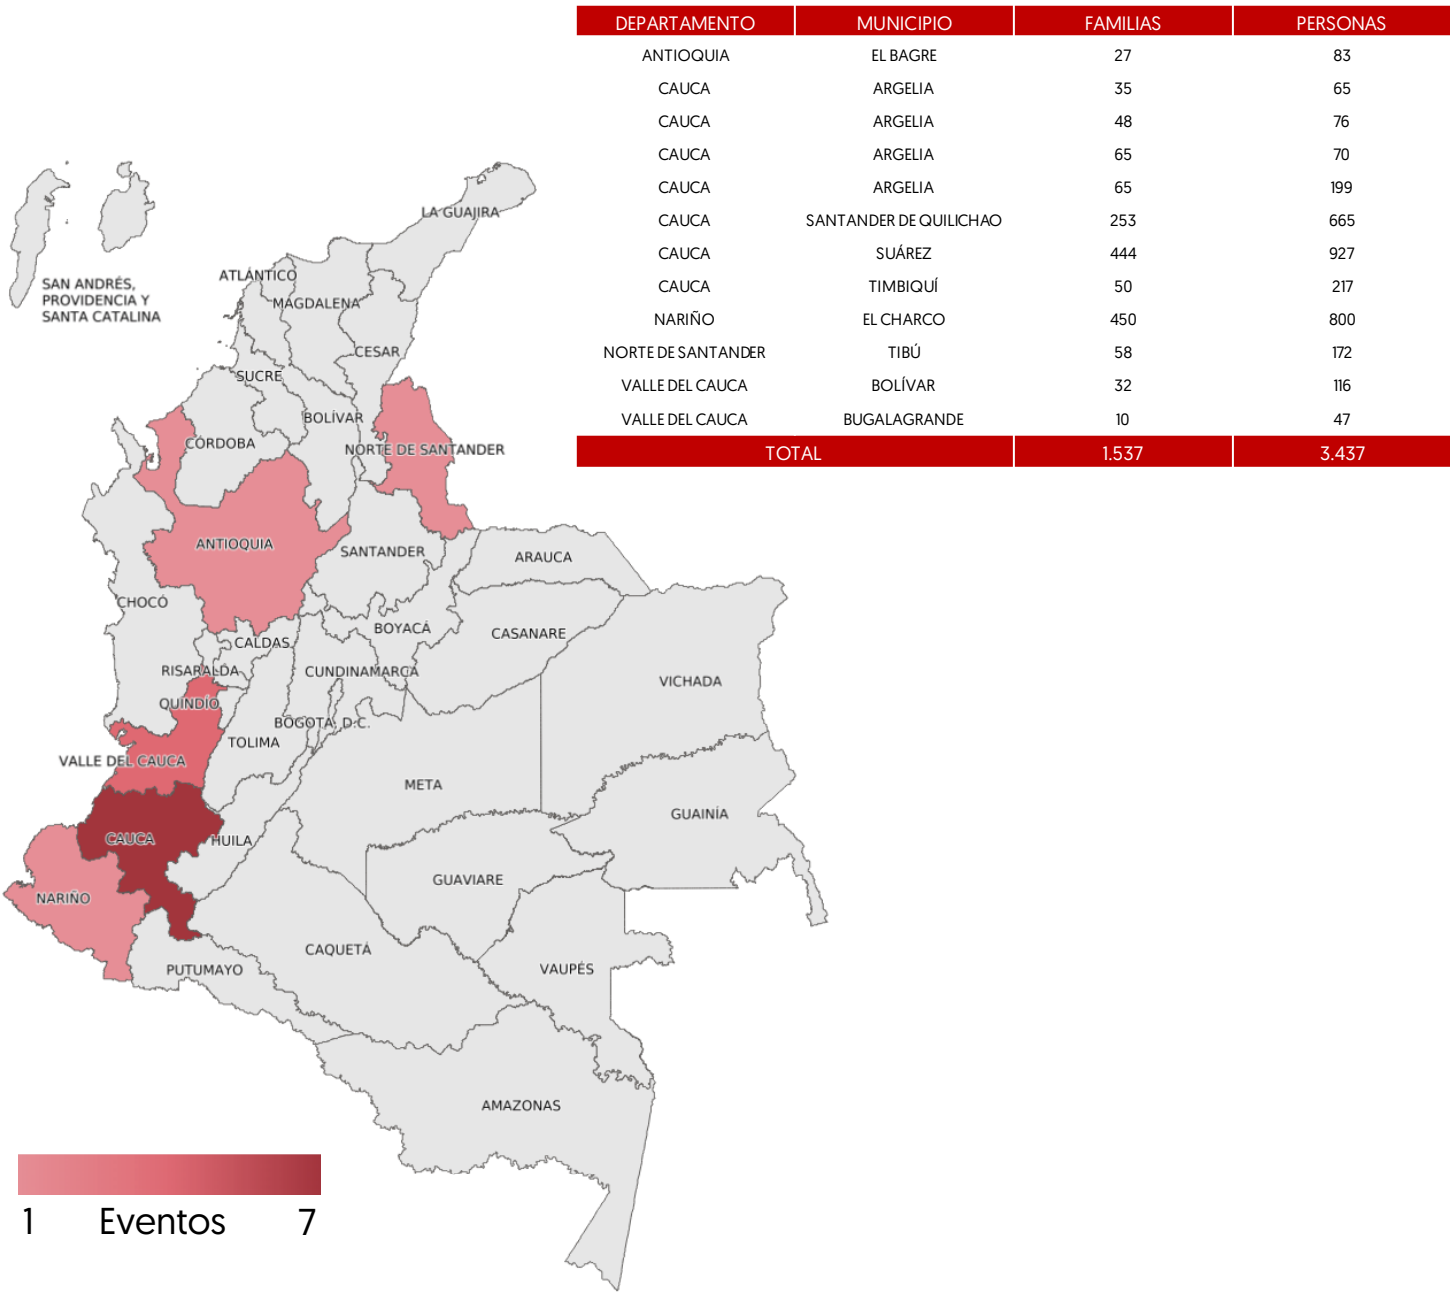 DEPARTAMENTO MUNICIPIO FAMILIAS PERSONAS
ANTIOQUIA EL BAGRE 27 83
CAUCA ARGELIA 35 65
CAUCA ARGELIA 48 76
CAUCA ARGELIA 65 70
CAUCA ARGELIA 65 199
CAUCA SANTANDER DE QUILICHAO 253 665
CAUCA SUÁREZ 444 927
CAUCA TIMBIQUÍ 50 217
NARIÑO EL CHARCO 450 800
NORTE DE SANTANDER TIBÚ 58 172
VALLE DEL CAUCA BOLÍVAR 32 116
VALLE DEL CAUCA BUGALAGRANDE 10 47
TOTAL 1.537 3.437
LA GUAJIRA
SAN ANDRÉS,
PROVIDENCIA Y
SANTA CATALINA
ATLÁNTICO
MAGDALENA
CESAR
SUCRE
BOLÍVAR
CÓRDOBA
NORTE DE SANTANDER
ANTIOQUIA
SANTANDER
ARAUCA
CHOCÓ
BOYACÁ
CASANARE
CALDAS
RISARALDA
CUNDINAMARCA
VICHADA
QUINDÍO
BOGOTÁ, D.C.
TOLIMA
VALLE DEL CAUCA
META
GUAINÍA
CAUCA
HUILA
GUAVIARE
NARIÑO
CAQUETÁ
PUTUMAYO
VAUPÉS
AMAZONAS
1 Eventos 7